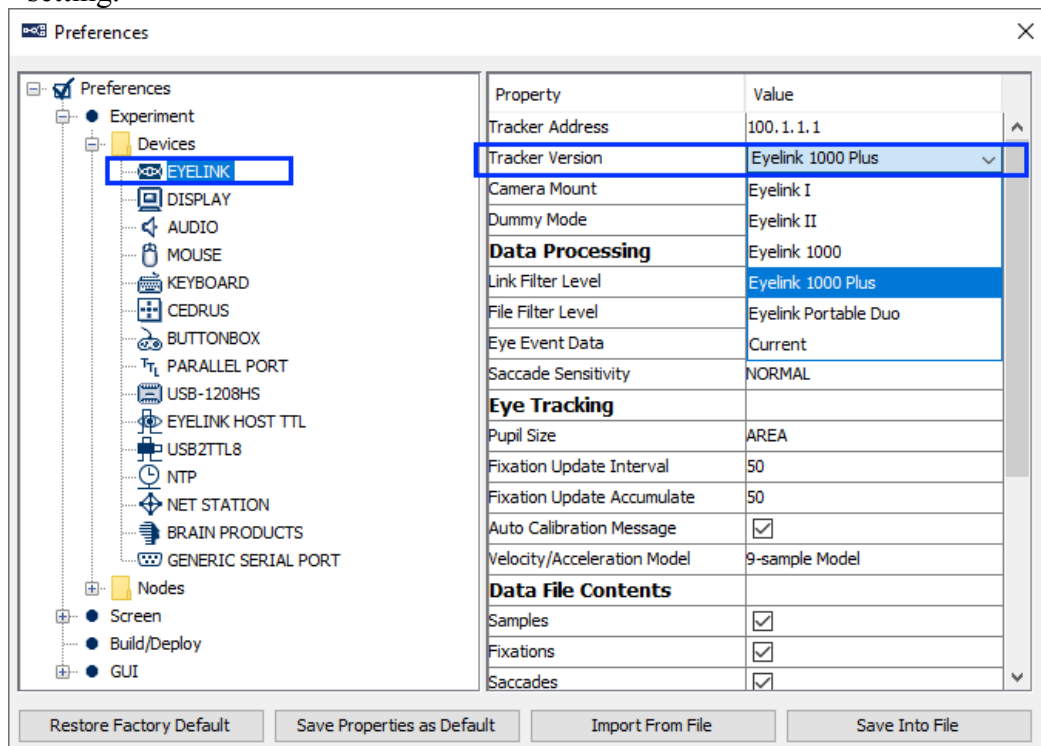 setting.
Preferences
Preferences
Experiment
Devices
EYELINK
DISPLAY
AUDIO
MOUSE
KEYBOARD
CEDRUS
BUTTONBOX
PARALLEL PORT
USB-1208HS
EYELINK HOST TTL
USB2TTL8
NTP
NET STATION
BRAIN PRODUCTS
GENERIC SERIAL PORT
Nodes
Screen
Build/Deploy
GUI
Property Value
Tracker Address 100.1.1.1
Tracker Version Eyelink 1000 Plus
Camera Mount Eyelink I
Dummy Mode Eyelink II
Data Processing Eyelink 1000
Link Filter Level Eyelink 1000 Plus
File Filter Level Eyelink Portable Duo
Eye Event Data Current
Saccade Sensitivity NORMAL
Eye Tracking
Pupil Size AREA
Fixation Update Interval 50
Fixation Update Accumulate 50
Auto Calibration Message
Velocity/Acceleration Model 9-sample Model
Data File Contents
Samples
Fixations
Saccades
Restore Factory Default Save Properties as Default Import From File Save Into File